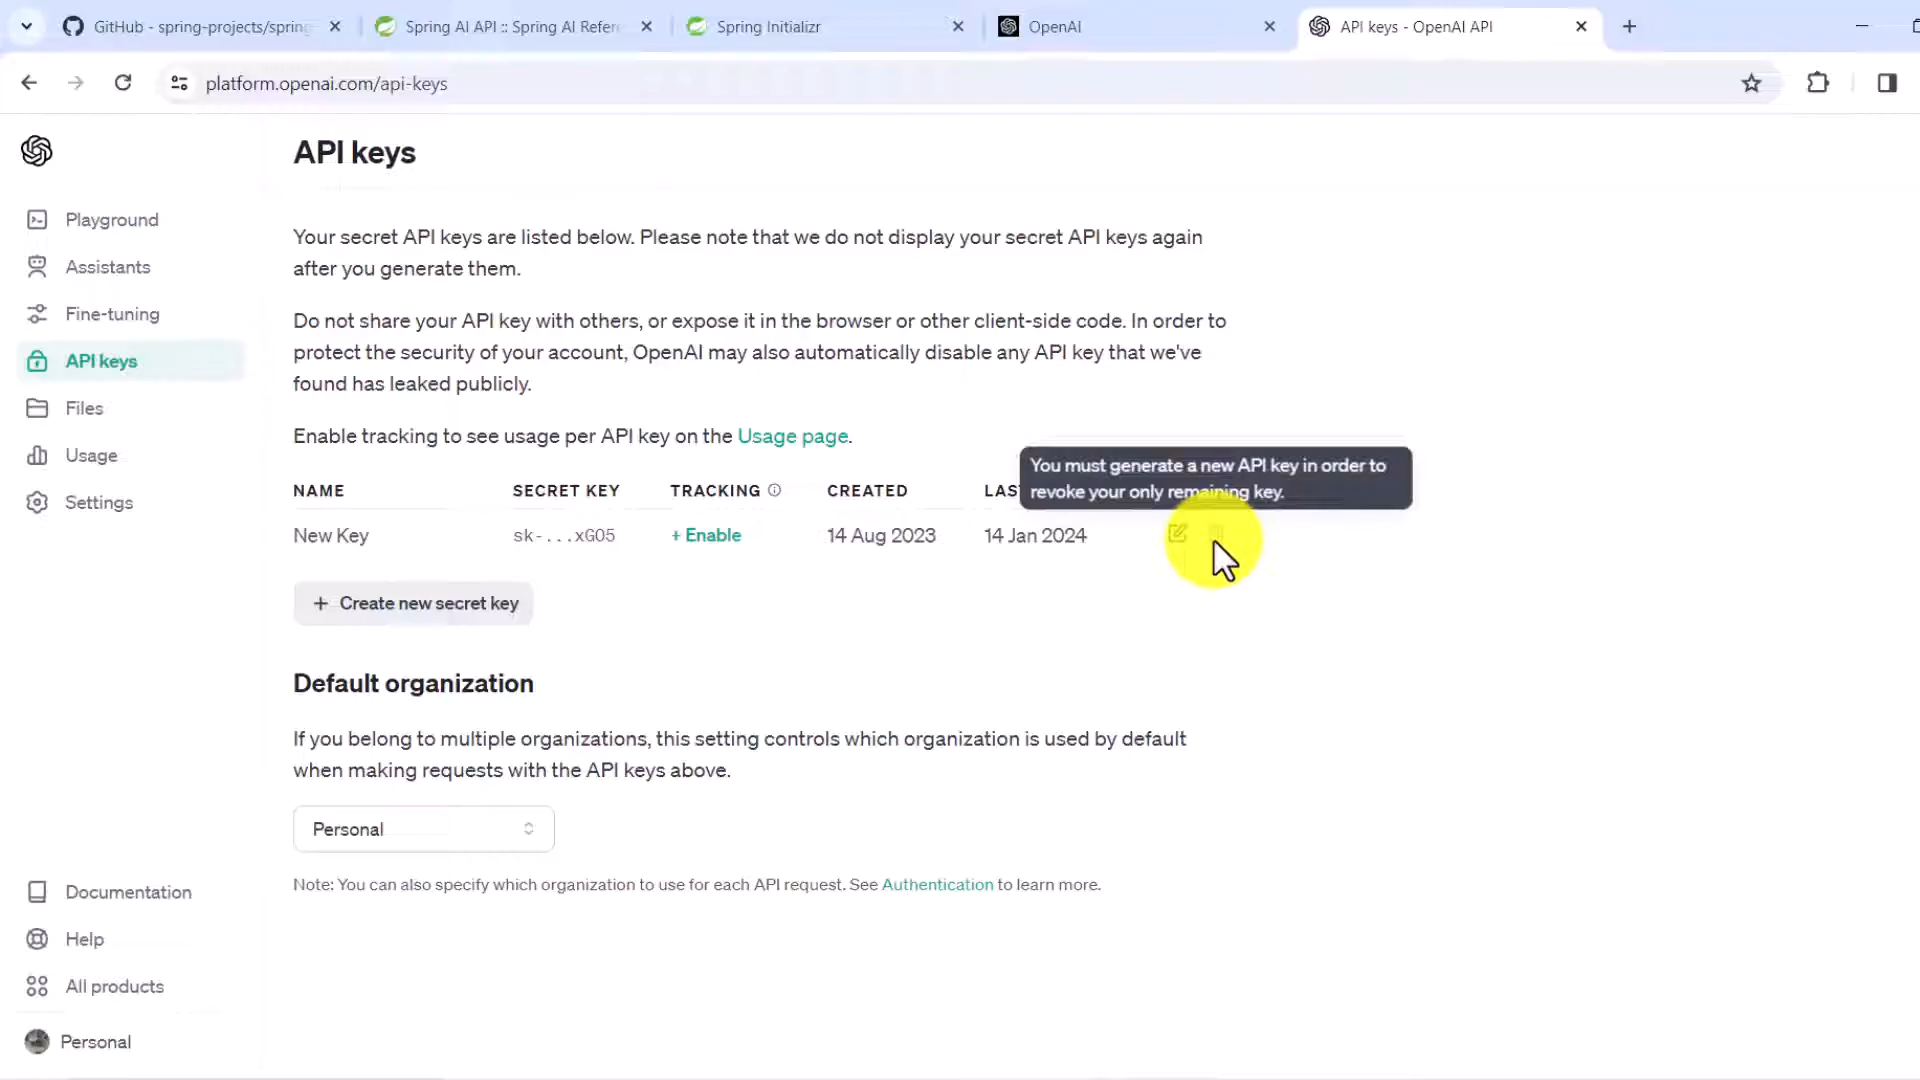 GitHub - spring-projects/spring-
Spring AI API :: Spring AI Refere
Spring Initializr
OpenAI
API keys - OpenAI API
platform.openai.com/api-keys
API keys
Playground
Assistants
Fine-tuning
API keys
Files
Usage
Settings
Your secret API keys are listed below. Please note that we do not display your secret API keys again
after you generate them.
Do not share your API key with others, or expose it in the browser or other client-side code. In order to
protect the security of your account, OpenAI may also automatically disable any API key that we've
found has leaked publicly.
Enable tracking to see usage per API key on the Usage page.
You must generate a new API key in order to
revoke your only remaining key.
NAME SECRET KEY TRACKING CREATED LAS
New Key sk-...xGO5 + Enable 14 Aug 2023 14 Jan 2024
+ Create new secret key
Default organization
If you belong to multiple organizations, this setting controls which organization is used by default
when making requests with the API keys above.
Personal
Note: You can also specify which organization to use for each API request. See Authentication to learn more.
Documentation
Help
All products
Personal